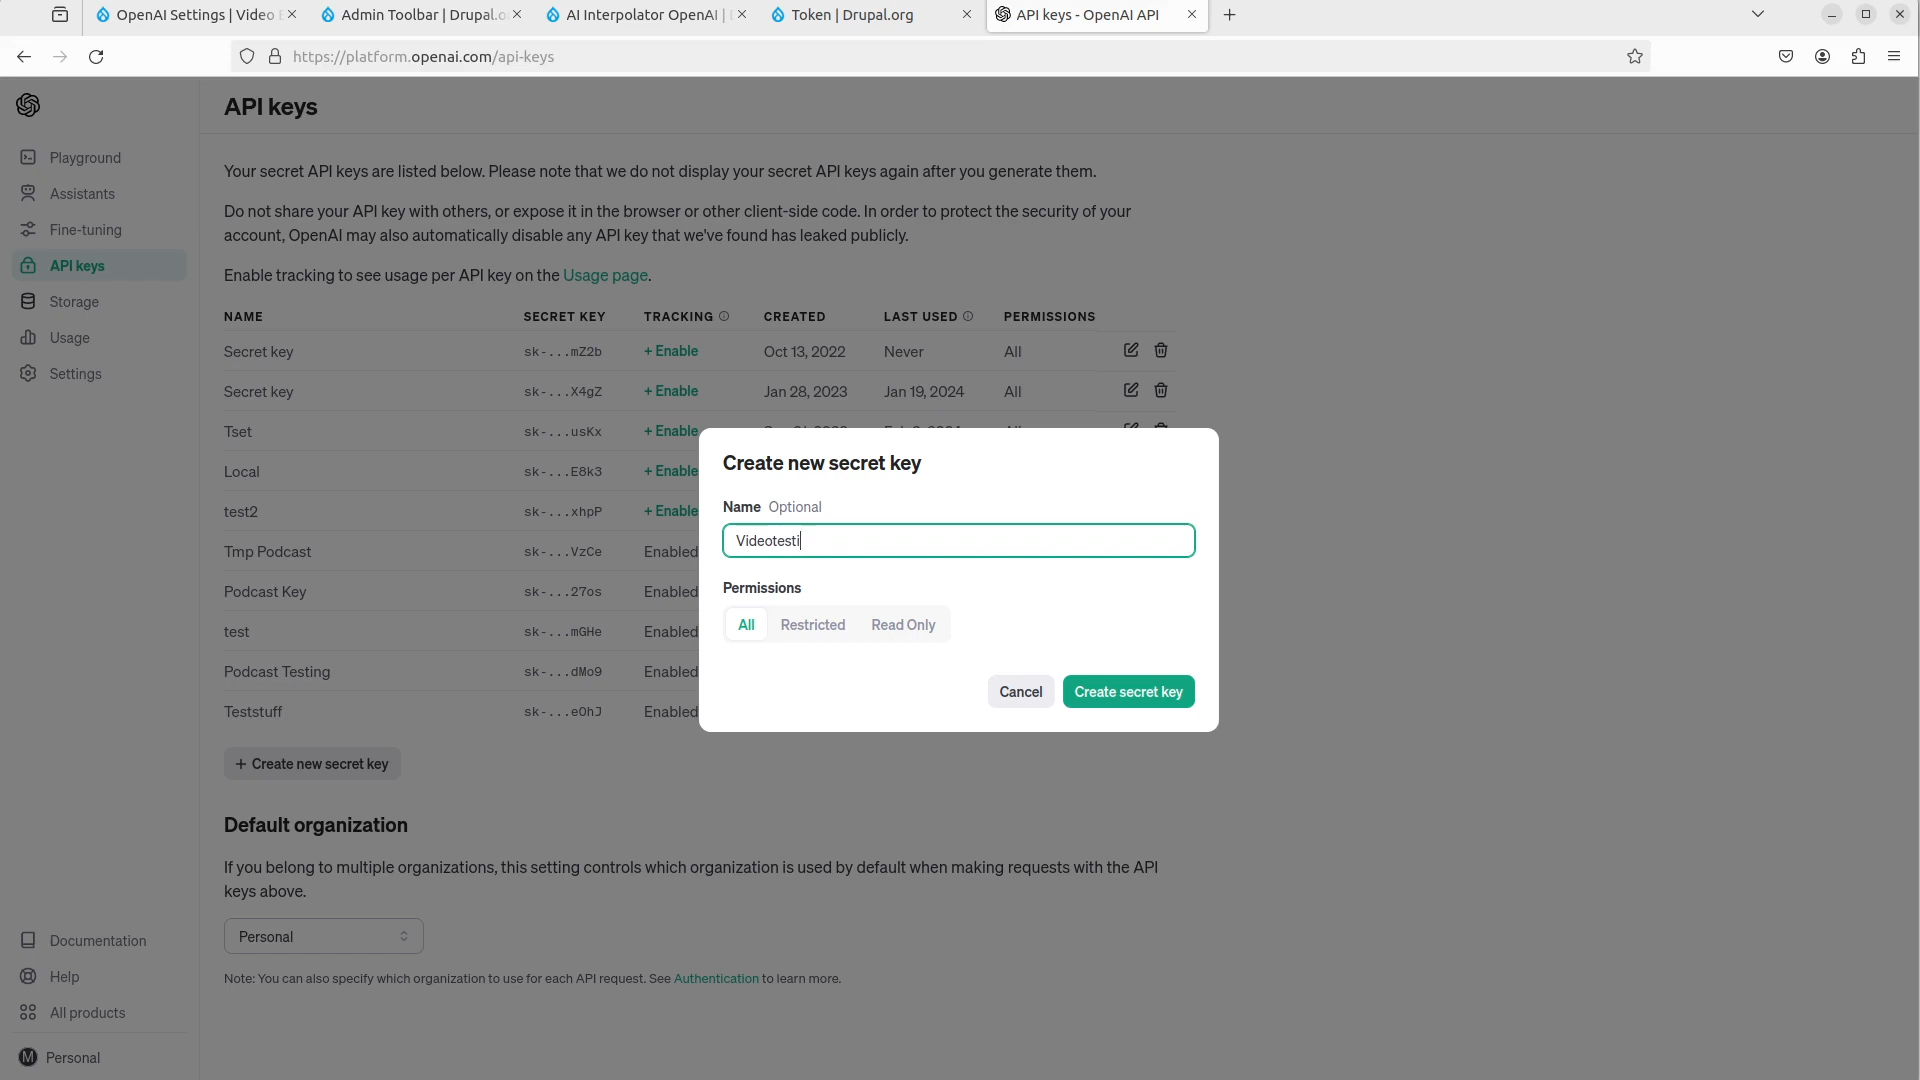 OpenAI Settings | Video
Admin Toolbar | Drupal.o
AI Interpolator OpenAI |
Token | Drupal.org
API keys - OpenAI API
https://platform.openai.com/api-keys
API keys
Playground
Assistants
Fine-tuning
API keys
Storage
Usage
Settings
Your secret API keys are listed below. Please note that we do not display your secret API keys again after you generate them.
Do not share your API key with others, or expose it in the browser or other client-side code. In order to protect the security of your
account, OpenAI may also automatically disable any API key that we've found has leaked publicly.
Enable tracking to see usage per API key on the Usage page.
NAME SECRET KEY TRACKING CREATED LAST USED PERMISSIONS
Secret key sk-...mZ2b + Enable Oct 13, 2022 Never All
Secret key sk-...X4gZ + Enable Jan 28, 2023 Jan 19, 2024 All
Tset sk-...usKx + Enable
Local sk-...E8k3 + Enable
test2 sk-...xhpP + Enable
Tmp Podcast sk-...VzCe Enabled
Podcast Key sk-...27os Enabled
test sk-...mGHe Enabled
Podcast Testing sk-...dMo9 Enabled
Teststuff sk-...eOhJ Enabled
+ Create new secret key
Create new secret key
Name Optional
Videotesti
Permissions
All Restricted Read Only
Cancel Create secret key
Default organization
If you belong to multiple organizations, this setting controls which organization is used by default when making requests with the API
keys above.
Personal
Note: You can also specify which organization to use for each API request. See Authentication to learn more.
Documentation
Help
All products
M Personal